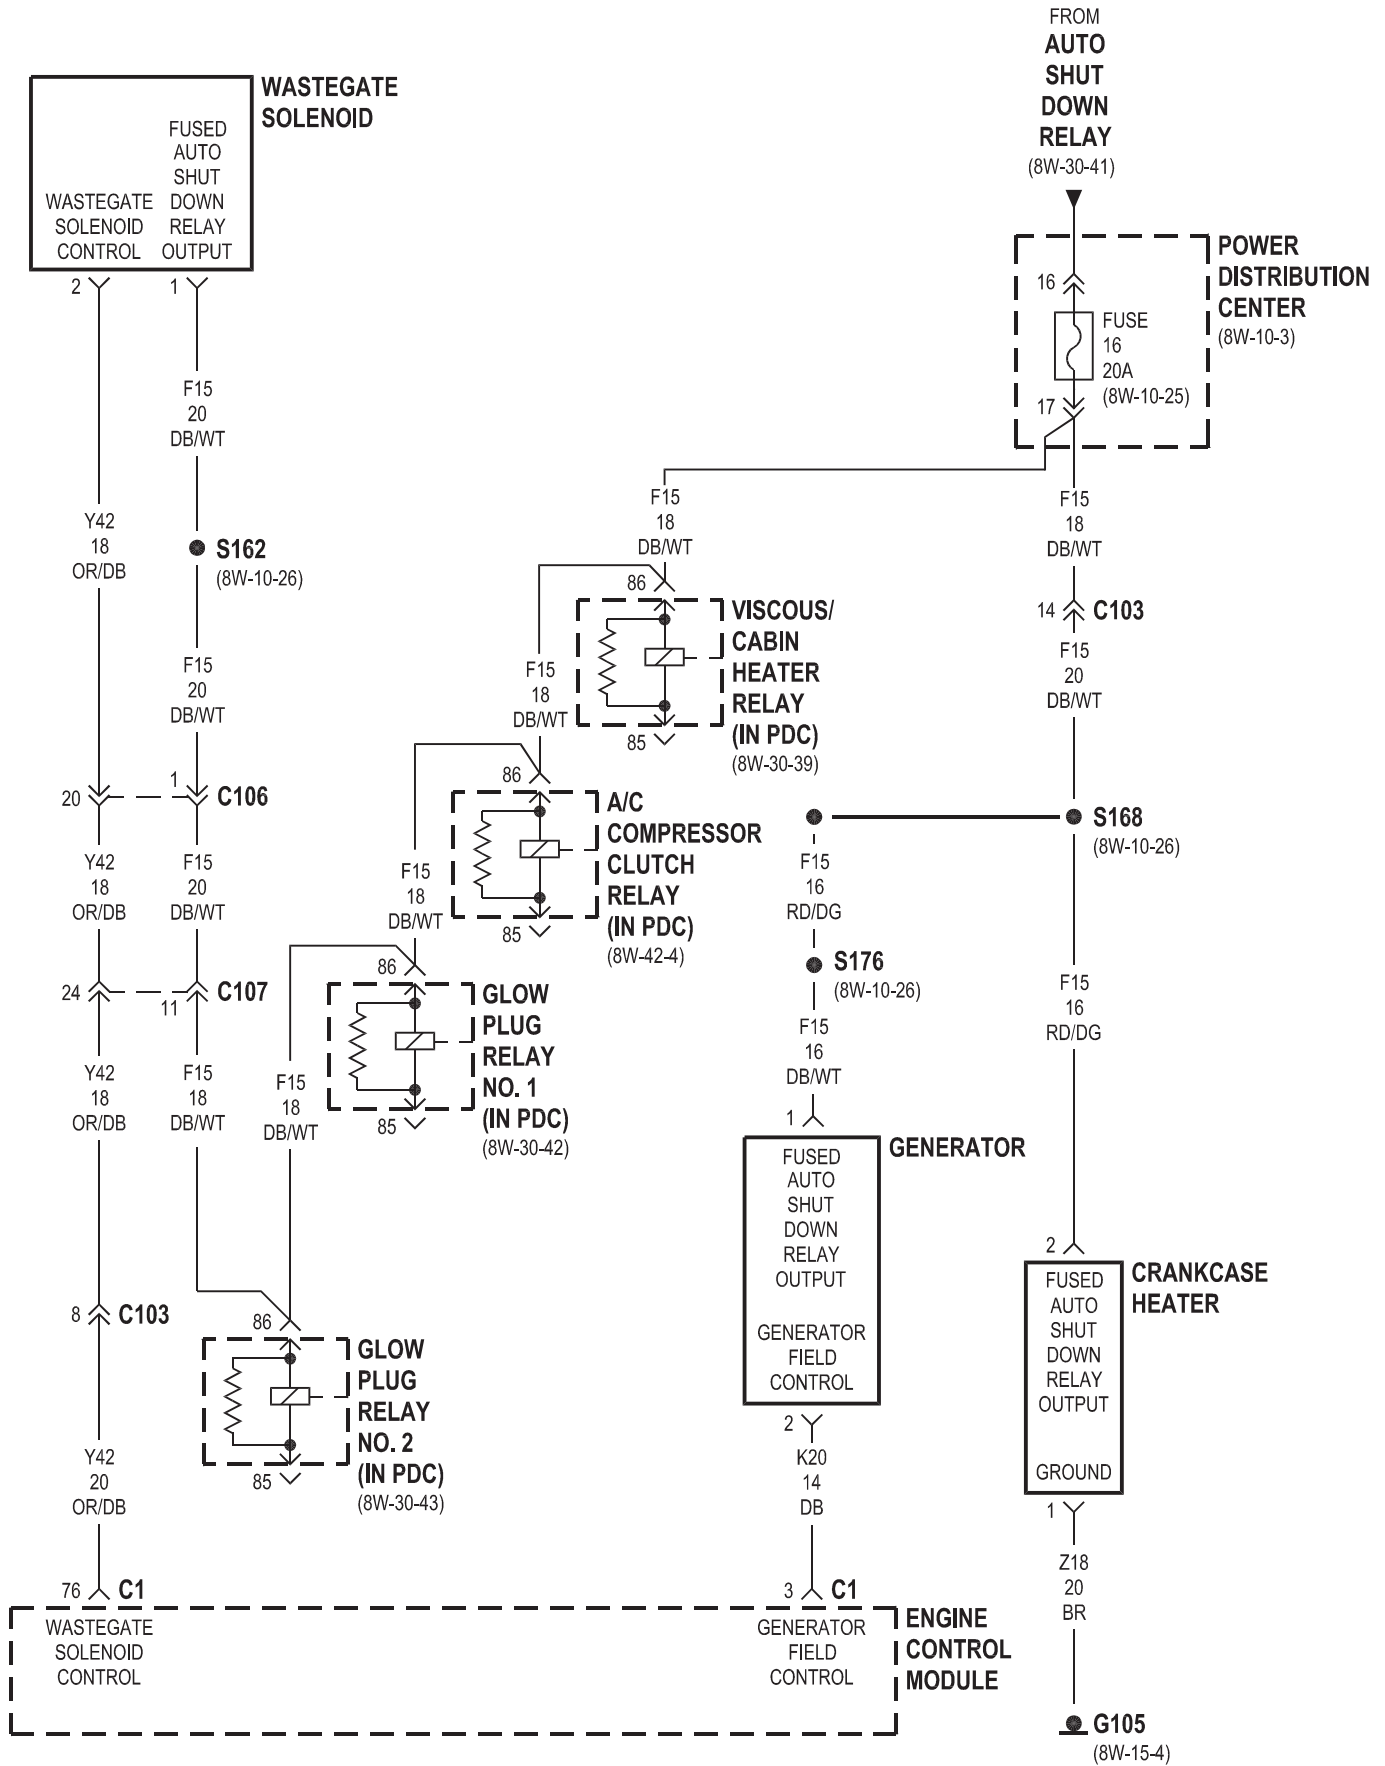 FROM
AUTO
SHUT
DOWN
RELAY
(8W-30-41)
WASTEGATE
SOLENOID
FUSED
AUTO
SHUT
DOWN
RELAY
OUTPUT
WASTEGATE
SOLENOID
CONTROL
2
1
POWER
DISTRIBUTION
CENTER
(8W-10-3)
16
FUSE
16
20A
(8W-10-25)
17
F15
20
DB/WT
Y42
18
OR/DB
S162
(8W-10-26)
F15
20
DB/WT
20
1
C106
Y42
18
OR/DB
F15
20
DB/WT
24
11
C107
Y42
18
OR/DB
F15
18
DB/WT
8
C103
Y42
20
OR/DB
76
C1
F15
18
DB/WT
86
VISCOUS/
CABIN
HEATER
RELAY
(IN PDC)
(8W-30-39)
85
F15
18
DB/WT
86
A/C
COMPRESSOR
CLUTCH
RELAY
(IN PDC)
(8W-42-4)
85
F15
18
DB/WT
86
GLOW
PLUG
RELAY
NO. 1
(IN PDC)
(8W-30-42)
85
F15
18
DB/WT
86
GLOW
PLUG
RELAY
NO. 2
(IN PDC)
(8W-30-43)
85
F15
18
DB/WT
14
C103
F15
20
DB/WT
S168
(8W-10-26)
F15
16
RD/DG
S176
(8W-10-26)
F15
16
DB/WT
1
GENERATOR
FUSED
AUTO
SHUT
DOWN
RELAY
OUTPUT
GENERATOR
FIELD
CONTROL
2
K20
14
DB
3
C1
F15
16
RD/DG
2
CRANKCASE
HEATER
FUSED
AUTO
SHUT
DOWN
RELAY
OUTPUT
GROUND
1
Z18
20
BR
G105
(8W-15-4)
WASTEGATE
SOLENOID
CONTROL
GENERATOR
FIELD
CONTROL
ENGINE
CONTROL
MODULE